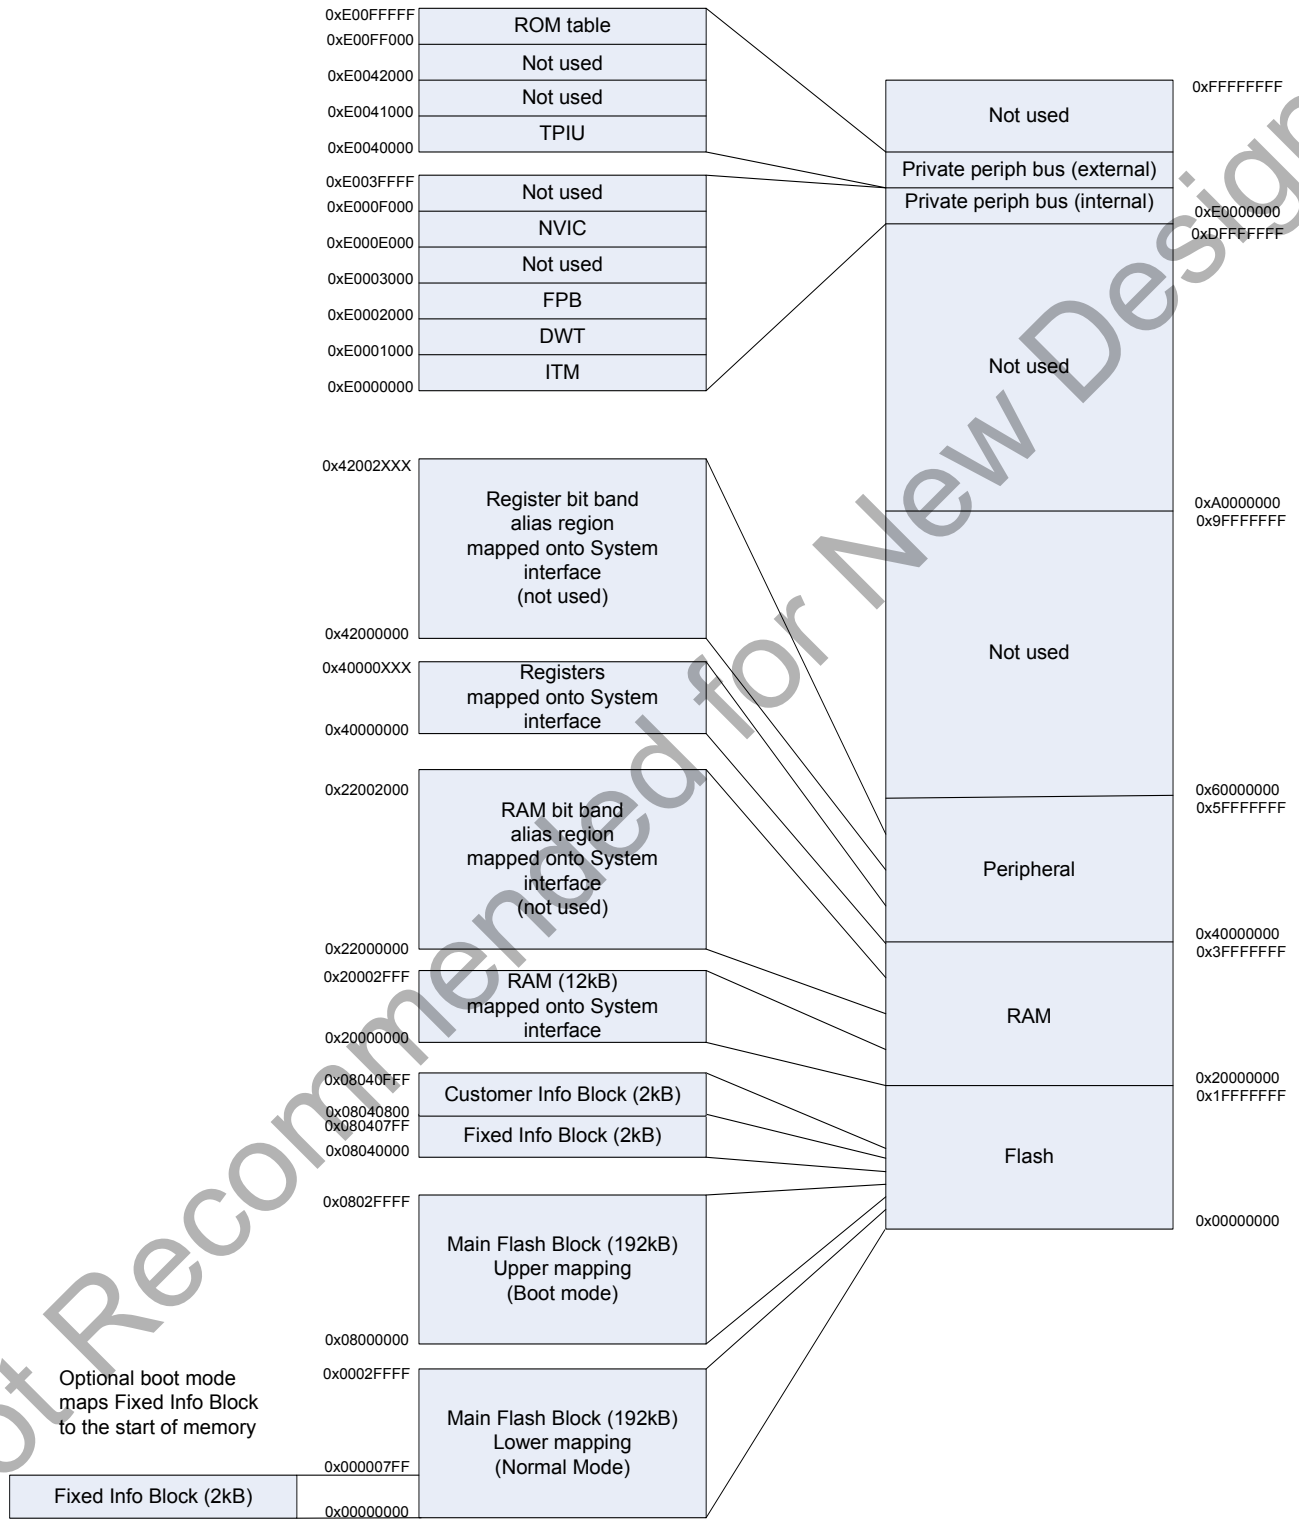 0xE00FFFFF
ROM table
0xE00FF000
Not used
0xE0042000
Not used
0xE0041000
TPIU
0xE0040000
0xE003FFFF
Not used
0xE000F000
NVIC
0xE000E000
Not used
0xE0003000
FPB
0xE0002000
DWT
0xE0001000
ITM
0xE0000000
0x42002XXX
Register bit band
alias region
mapped onto System
interface
(not used)
0x42000000
0x40000XXX
Registers
mapped onto System
interface
0x40000000
0x22002000
RAM bit band
alias region
mapped onto System
interface
(not used)
0x22000000
0x20002FFF
RAM (12kB)
mapped onto System
interface
0x20000000
0x08040FFF
Customer Info Block (2kB)
0x08040800
0x080407FF
Fixed Info Block (2kB)
0x08040000
0x0802FFFF
Main Flash Block (192kB)
Upper mapping
(Boot mode)
0x08000000
Optional boot mode
maps Fixed Info Block
to the start of memory
0x0002FFFF
Main Flash Block (192kB)
Lower mapping
(Normal Mode)
0x000007FF
Fixed Info Block (2kB)
0x00000000
0xFFFFFFFF
Not used
Private periph bus (external)
Private periph bus (internal)
0xE0000000
0xDFFFFFFF
Not used
0xA0000000
0x9FFFFFFF
Not used
0x60000000
0x5FFFFFFF
Peripheral
0x40000000
0x3FFFFFFF
RAM
0x20000000
0x1FFFFFFF
Flash
0x00000000
Recommended for New